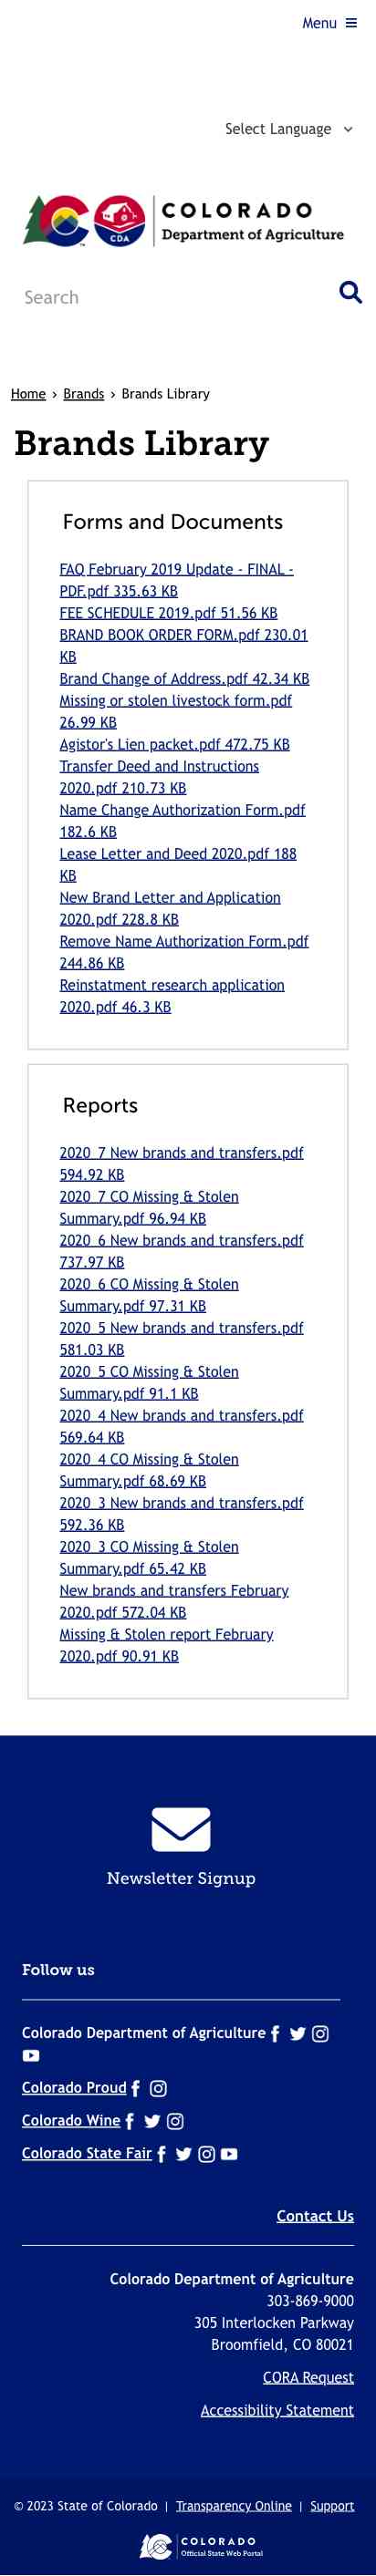 Menu
Select Language
CDA
TM
COLORADO
Department of Agriculture
Search
Home › Brands › Brands Library
Brands Library
Forms and Documents
FAQ February 2019 Update - FINAL -
PDF.pdf 335.63 KB
FEE SCHEDULE 2019.pdf 51.56 KB
BRAND BOOK ORDER FORM.pdf 230.01
KB
Brand Change of Address.pdf 42.34 KB
Missing or stolen livestock form.pdf
26.99 KB
Agistor's Lien packet.pdf 472.75 KB
Transfer Deed and Instructions
2020.pdf 210.73 KB
Name Change Authorization Form.pdf
182.6 KB
Lease Letter and Deed 2020.pdf 188
KB
New Brand Letter and Application
2020.pdf 228.8 KB
Remove Name Authorization Form.pdf
244.86 KB
Reinstatment research application
2020.pdf 46.3 KB
Reports
2020_7 New brands and transfers.pdf
594.92 KB
2020_7 CO Missing & Stolen
Summary.pdf 96.94 KB
2020_6 New brands and transfers.pdf
737.97 KB
2020_6 CO Missing & Stolen
Summary.pdf 97.31 KB
2020_5 New brands and transfers.pdf
581.03 KB
2020_5 CO Missing & Stolen
Summary.pdf 91.1 KB
2020_4 New brands and transfers.pdf
569.64 KB
2020_4 CO Missing & Stolen
Summary.pdf 68.69 KB
2020_3 New brands and transfers.pdf
592.36 KB
2020_3 CO Missing & Stolen
Summary.pdf 65.42 KB
New brands and transfers February
2020.pdf 572.04 KB
Missing & Stolen report February
2020.pdf 90.91 KB
Newsletter Signup
Follow us
Colorado Department of Agriculture
Colorado Proud
Colorado Wine
Colorado State Fair
Contact Us
Colorado Department of Agriculture
303-869-9000
305 Interlocken Parkway
Broomfield, CO 80021
CORA Request
Accessibility Statement
© 2023 State of Colorado | Transparency Online | Support
COLORADO
Official State Web Portal